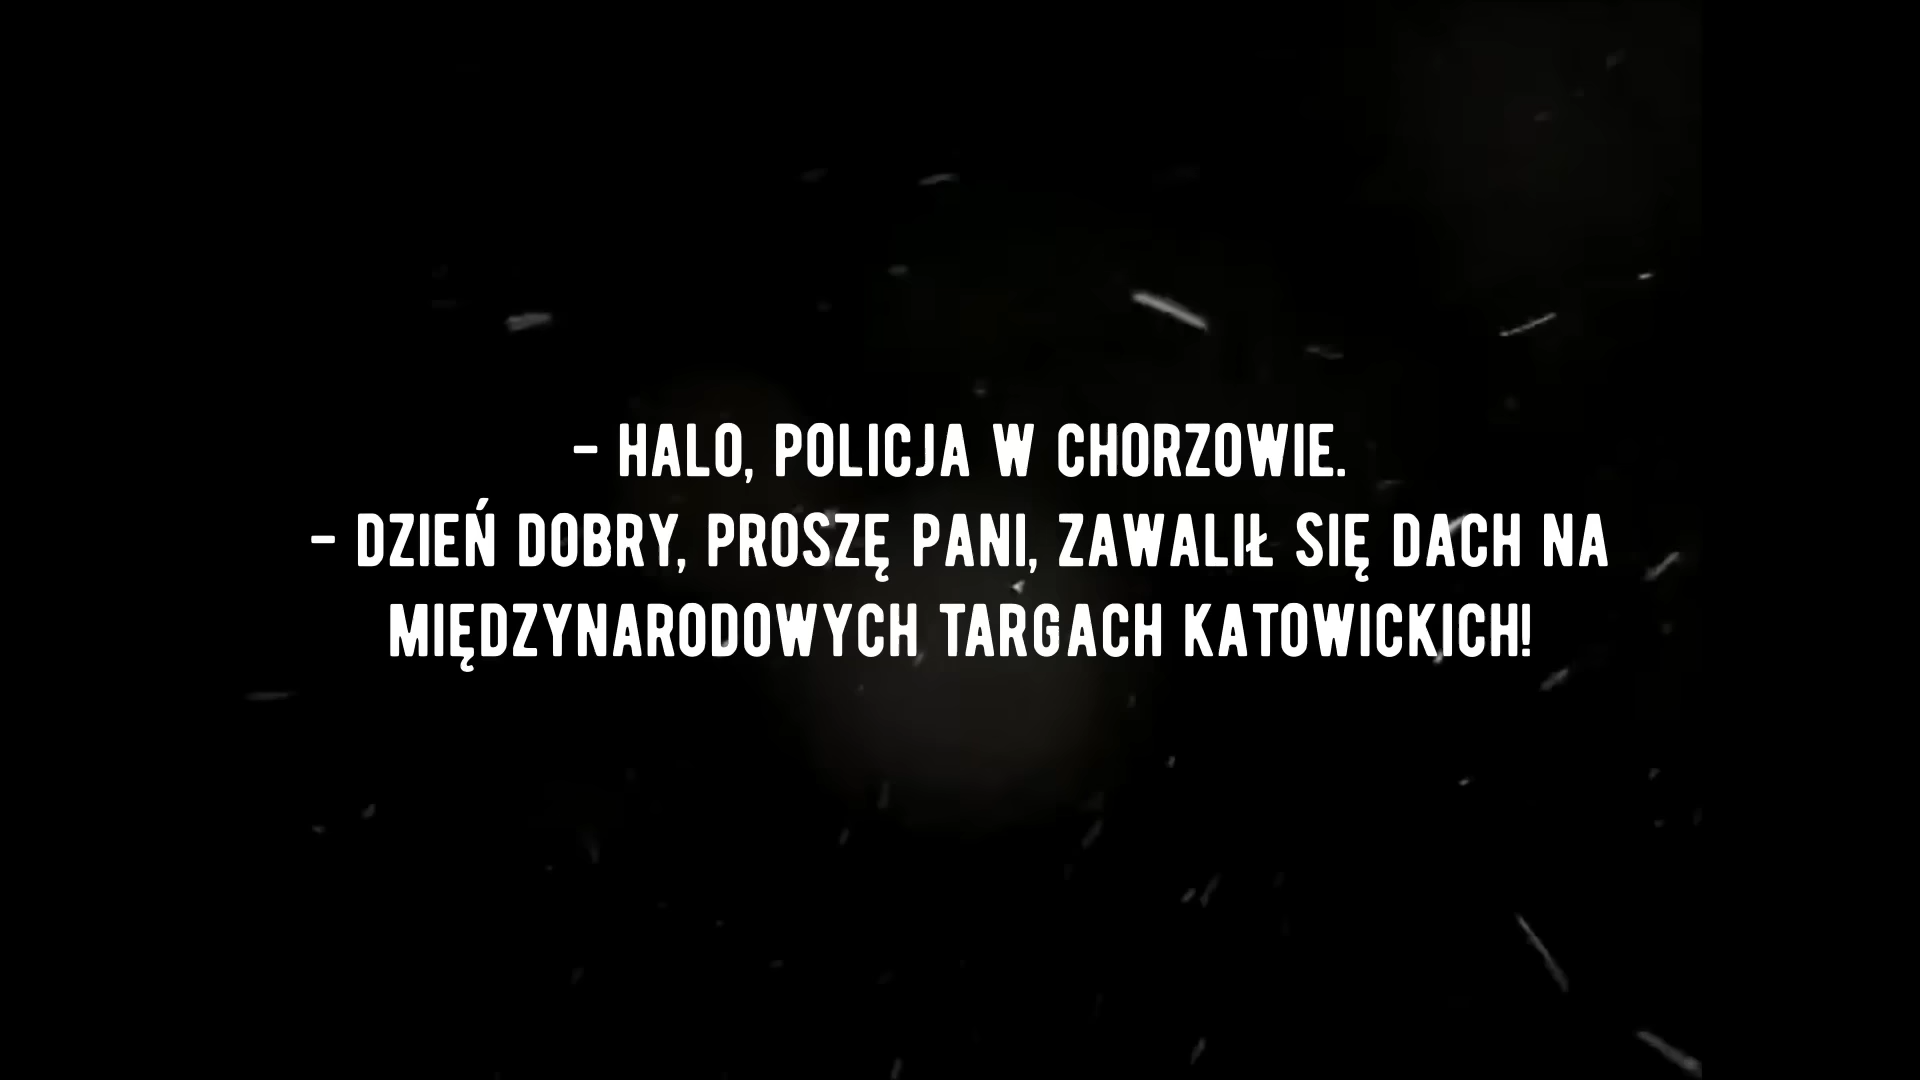 - HALO, POLICJA W CHORZOWIE.
- DZIEŃ DOBRY, PROSZĘ PANI, ZAWALIŁ SIĘ DACH NA
MIĘDZYNARODOWYCH TARGACH KATOWICKICH!